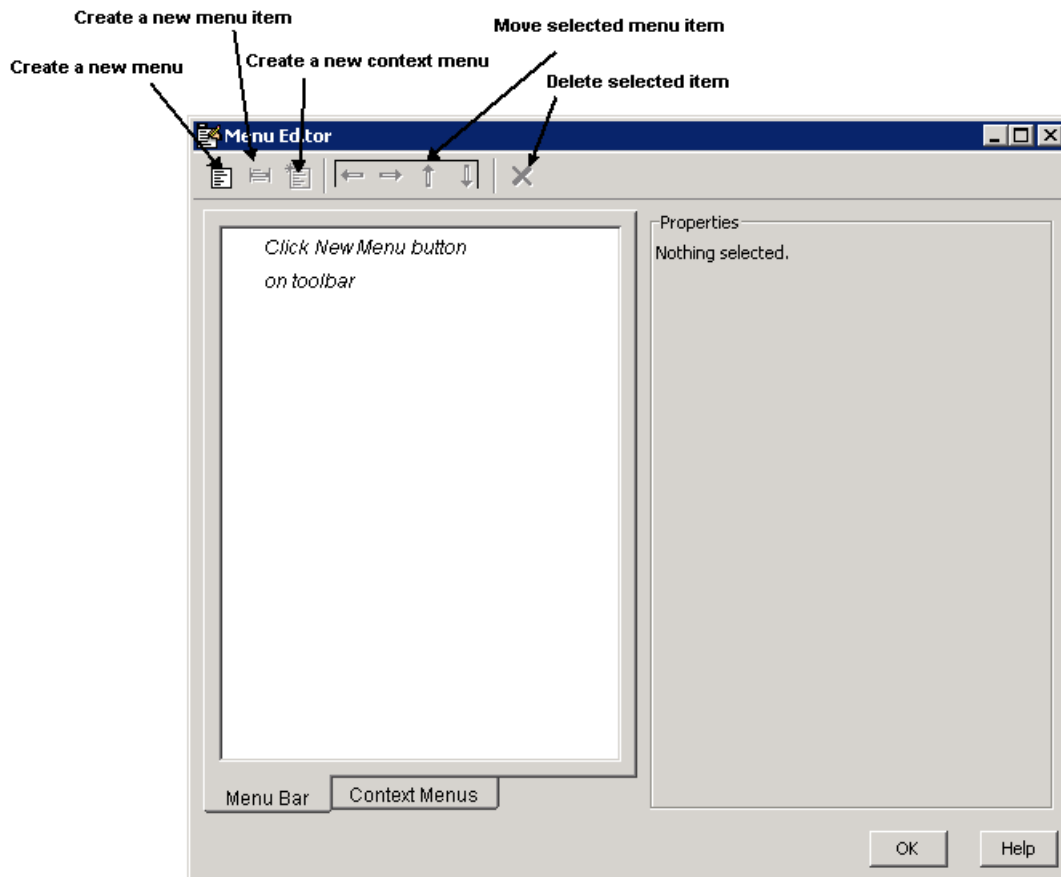 Create a new menu item
Move selected menu item
Create a new menu
Create a new context menu
Delete selected item
Menu Editor
Click New Menu button
on toolbar
Properties
Nothing selected.
Menu Bar
Context Menus
OK
Help